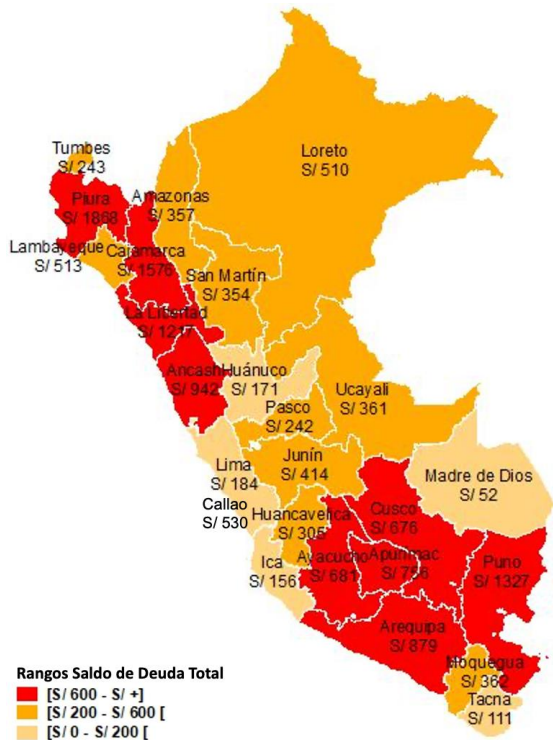 Tumbes
S/ 243
Loreto
S/ 510
Piura
S/ 1868
Amazonas
S/ 357
Lambayeque
S/ 513
Cajamarca
S/ 1576
San Martín
S/ 354
La Libertad
S/ 1217
Ancash
S/ 942
Huánuco
S/ 171
Ucayali
S/ 361
Pasco
S/ 242
Lima
S/ 184
Junín
S/ 414
Madre de Dios
S/ 52
Callao
S/ 530
Huancavelica
S/ 305
Cusco
S/ 676
Ica
S/ 156
Ayacucho
S/ 681
Apurimac
S/ 756
Puno
S/ 1327
Arequipa
S/ 879
Moquegua
S/ 362
Tacna
S/ 111
Rangos Saldo de Deuda Total
[S/ 600 - S/ +]
[S/ 200 - S/ 600 [
[S/ 0 - S/ 200 [